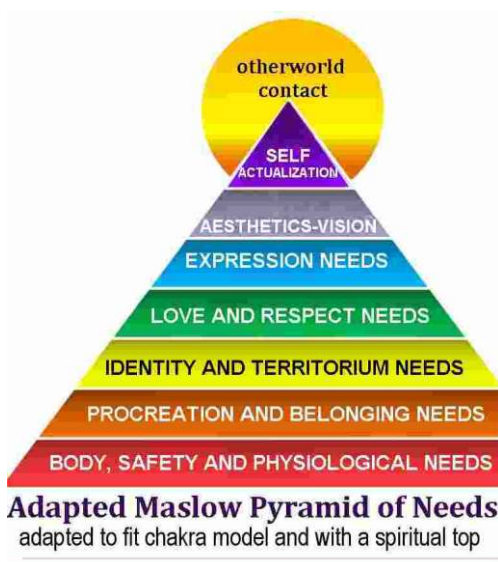 otherworld
contact
SELF
ACTUALIZATION
AESTHETICS-VISION
EXPRESSION NEEDS
LOVE AND RESPECT NEEDS
IDENTITY AND TERRITORIUM NEEDS
PROCREATION AND BELONGING NEEDS
BODY, SAFETY AND PHYSIOLOGICAL NEEDS
Adapted Maslow Pyramid of Needs
adapted to fit chakra model and with a spiritual top